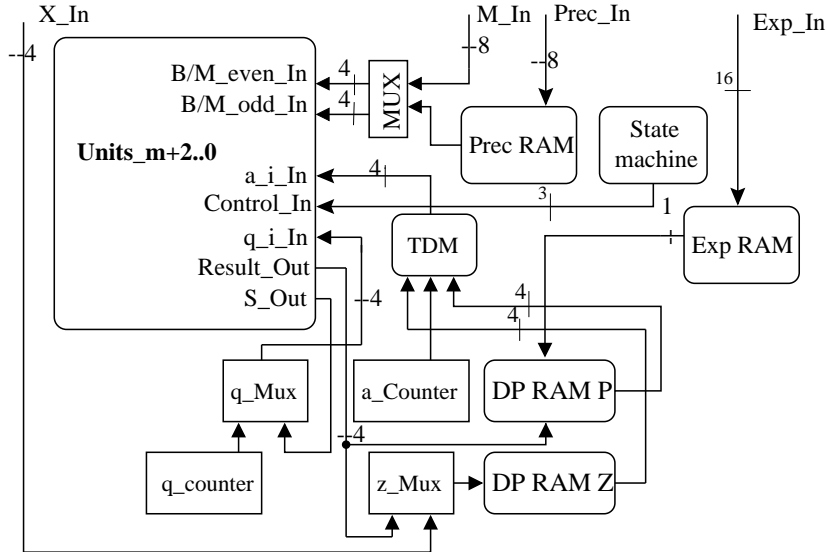 X_In
M_In
Prec_In
Exp_In
--4
--8
--8
16
B/M_even_In
4
MUX
B/M_odd_In
4
Prec RAM
State
machine
Units_m+2..0
a_i_In
4
Control_In
3
1
q_i_In
TDM
Exp RAM
Result_Out
--4
S_Out
4
4
q_Mux
a_Counter
DP RAM P
--4
q_counter
z_Mux
DP RAM Z